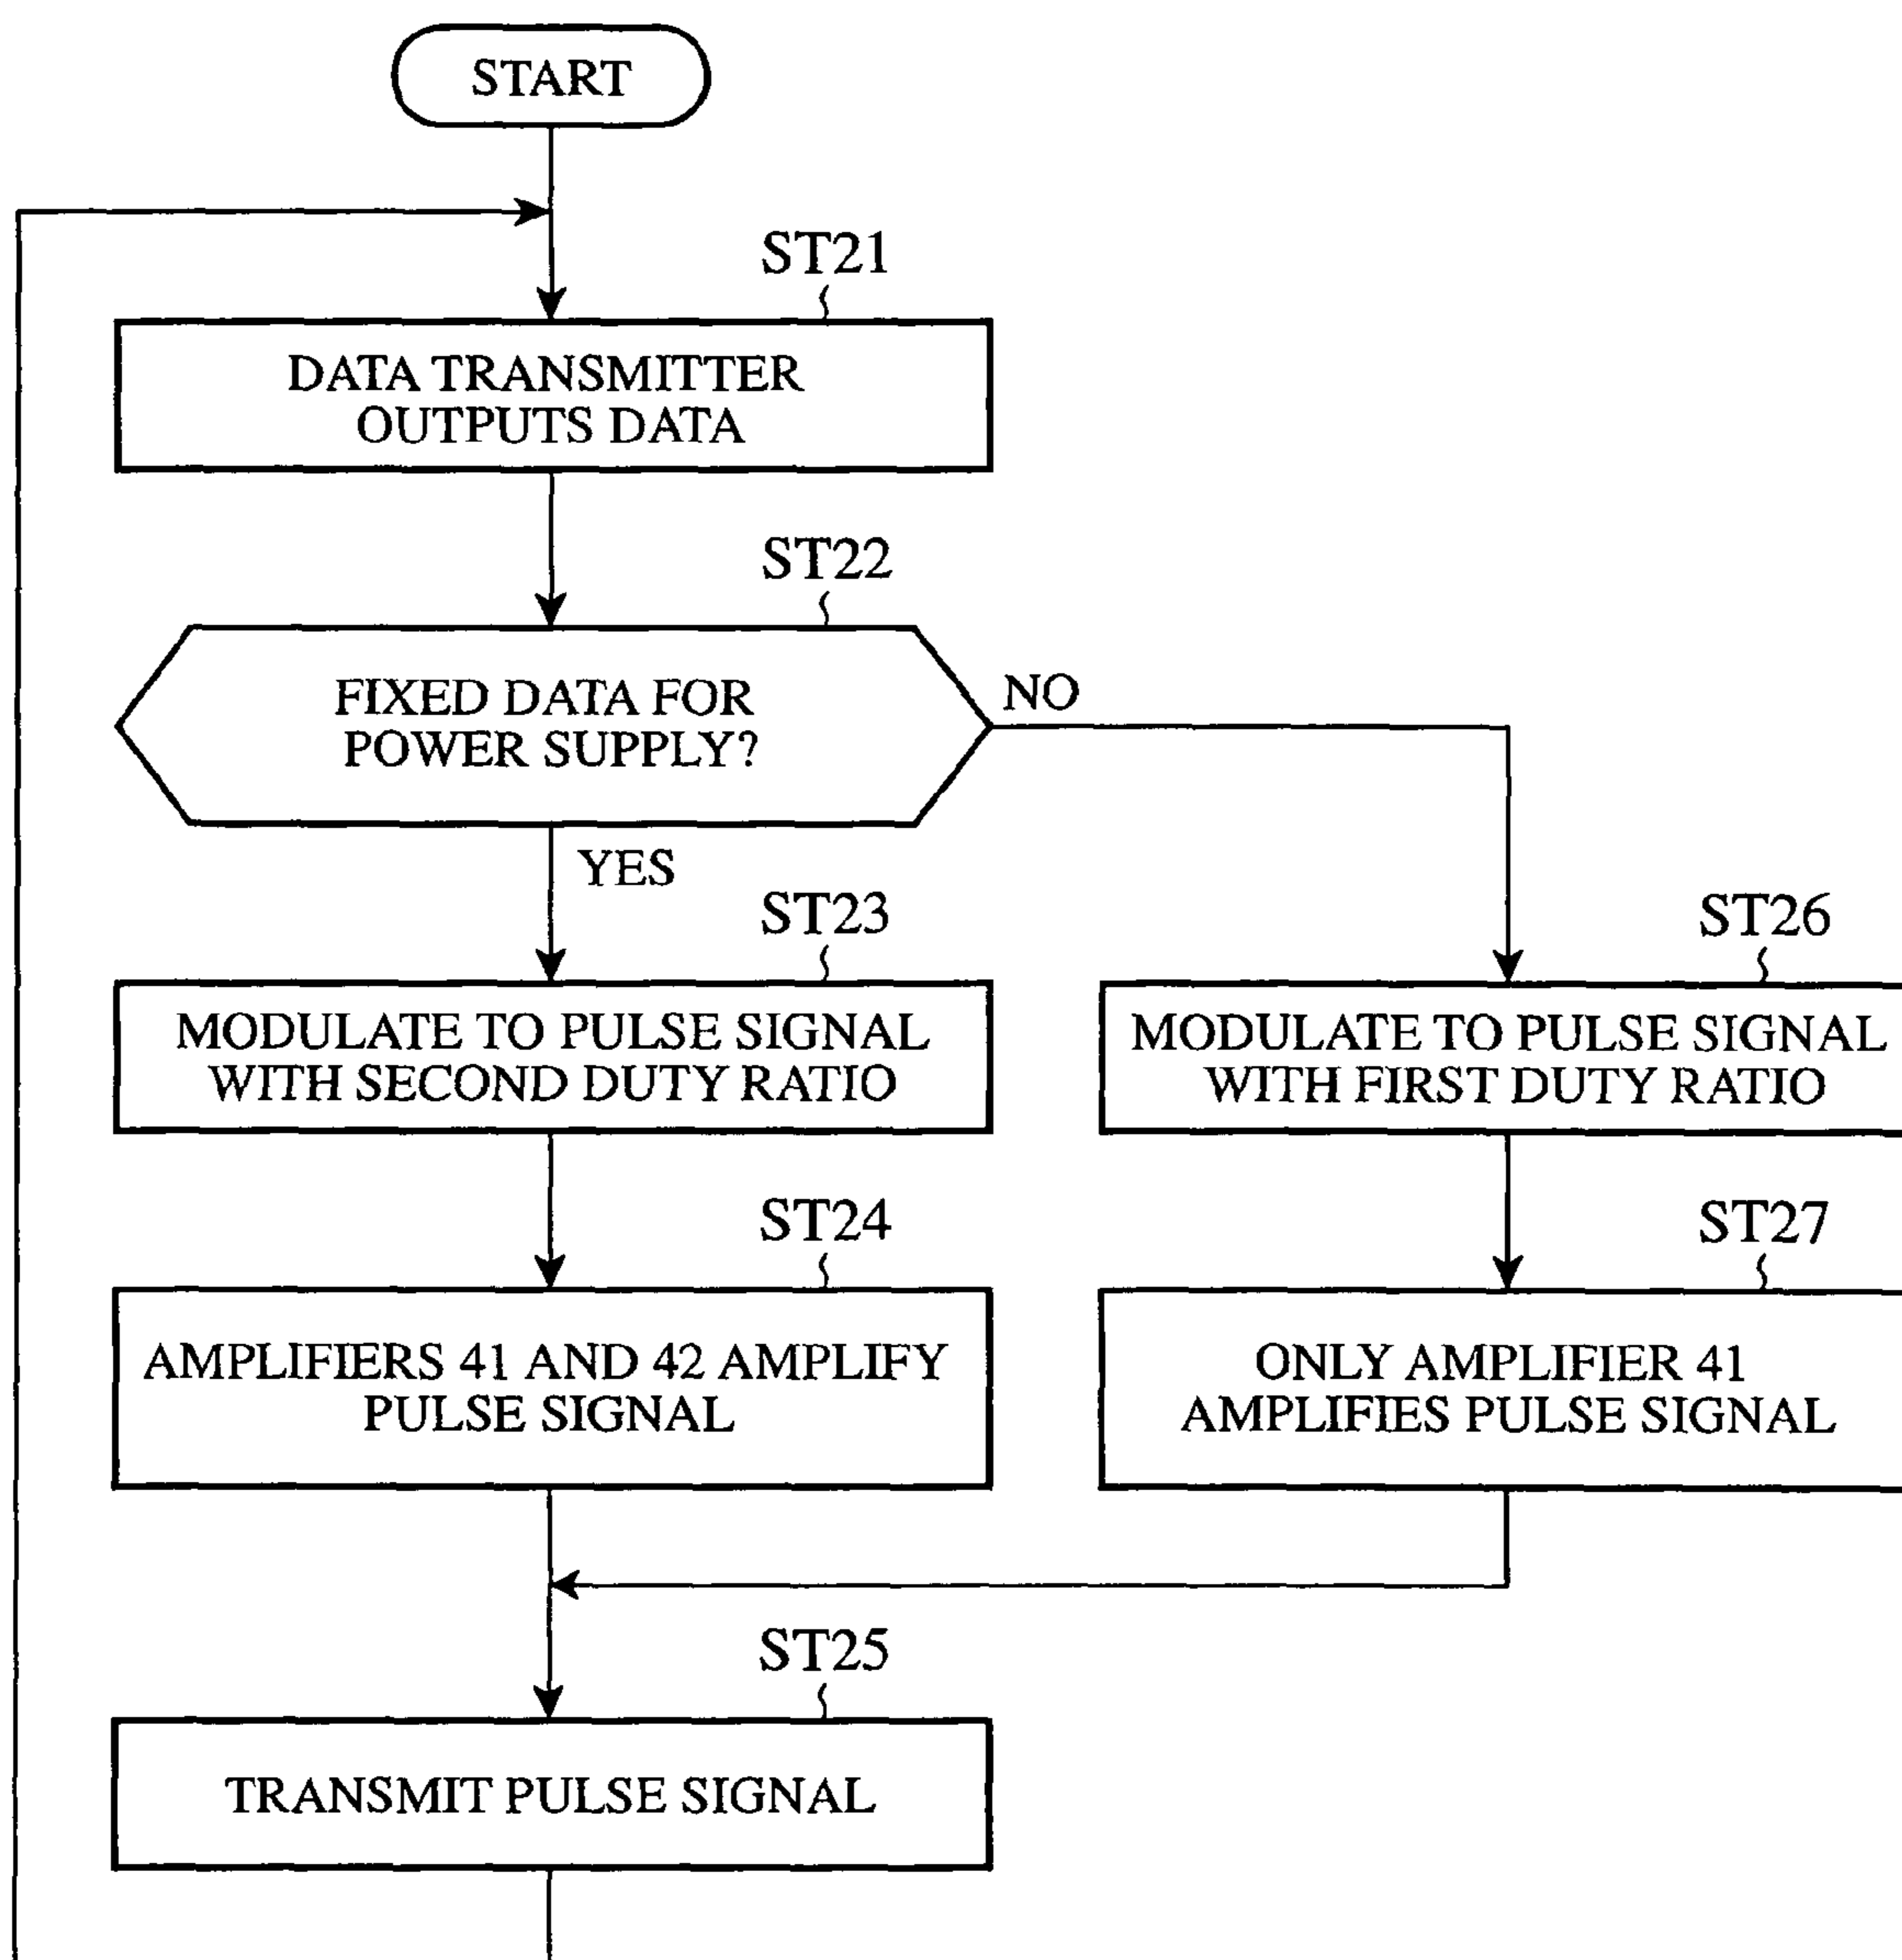 START
ST21
DATA TRANSMITTER
OUTPUTS DATA
ST22
FIXED DATA FOR
POWER SUPPLY?
NO
YES
ST23
MODULATE TO PULSE SIGNAL
WITH SECOND DUTY RATIO
ST26
MODULATE TO PULSE SIGNAL
WITH FIRST DUTY RATIO
ST24
AMPLIFIERS 41 AND 42 AMPLIFY
PULSE SIGNAL
ST27
ONLY AMPLIFIER 41
AMPLIFIES PULSE SIGNAL
ST25
TRANSMIT PULSE SIGNAL